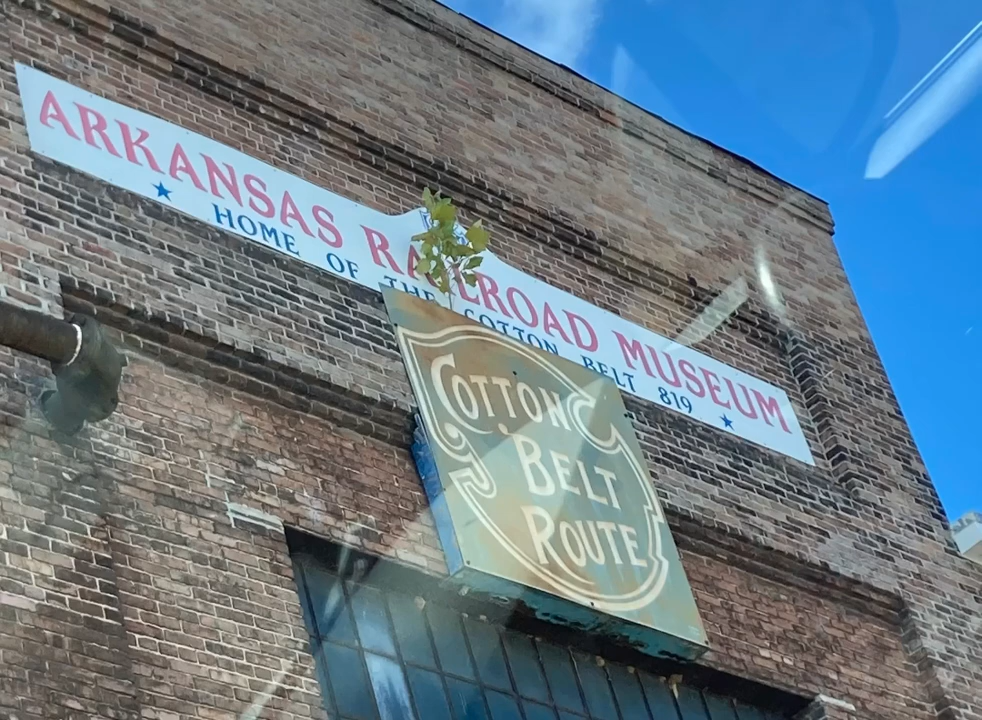 ARKANSAS RAILROAD MUSEUM
HOME OF THE COTTON BELT 819
COTTON
BELT
ROUTE